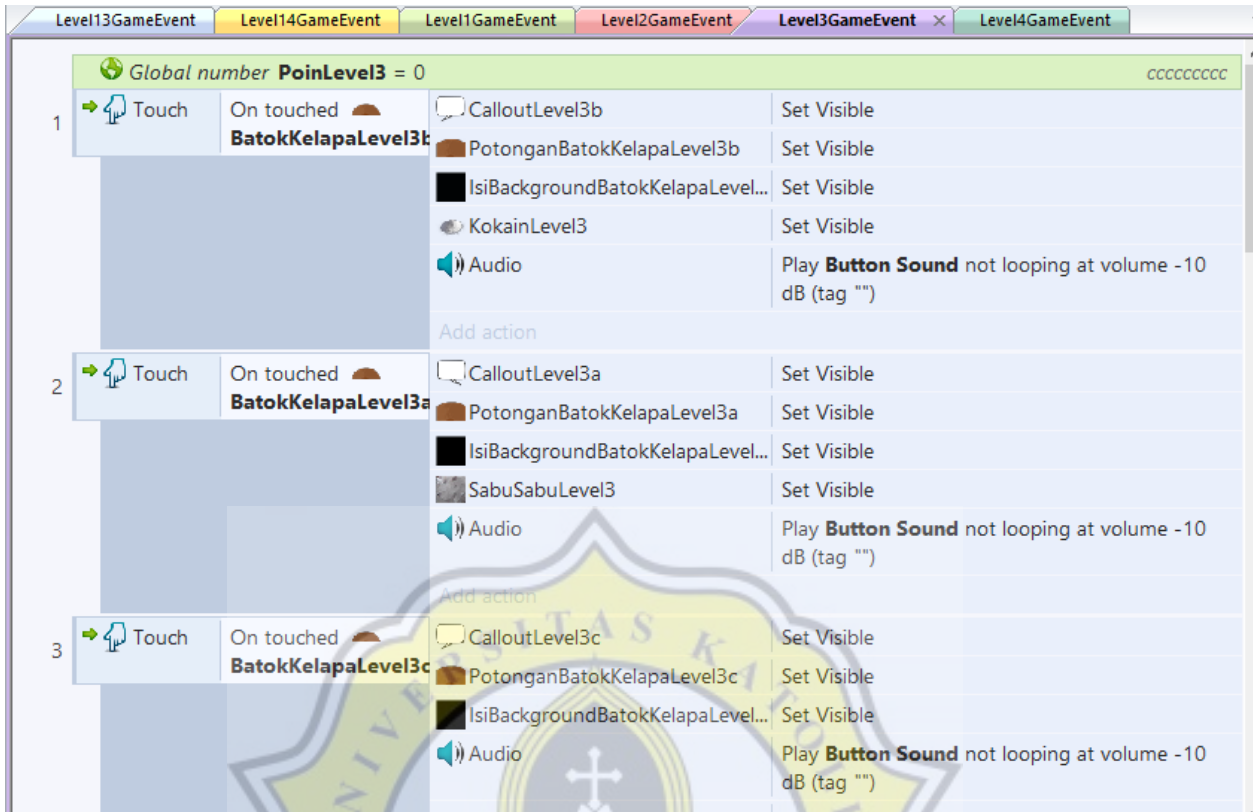 Level13GameEvent Level14GameEvent Level1GameEvent Level2GameEvent Level3GameEvent × Level4GameEvent
Global number PoinLevel3 = 0 ccccccccc
1 Touch On touched BatokKelapaLevel3b CalloutLevel3b Set Visible
PotonganBatokKelapaLevel3b Set Visible
IsiBackgroundBatokKelapaLevel... Set Visible
KokainLevel3 Set Visible
Audio Play Button Sound not looping at volume -10
dB (tag "")
Add action
2 Touch On touched BatokKelapaLevel3a CalloutLevel3a Set Visible
PotonganBatokKelapaLevel3a Set Visible
IsiBackgroundBatokKelapaLevel... Set Visible
SabuSabuLevel3 Set Visible
Audio Play Button Sound not looping at volume -10
dB (tag "")
Add action
3 Touch On touched BatokKelapaLevel3c CalloutLevel3c Set Visible
PotonganBatokKelapaLevel3c Set Visible
IsiBackgroundBatokKelapaLevel... Set Visible
Audio Play Button Sound not looping at volume -10
dB (tag "")